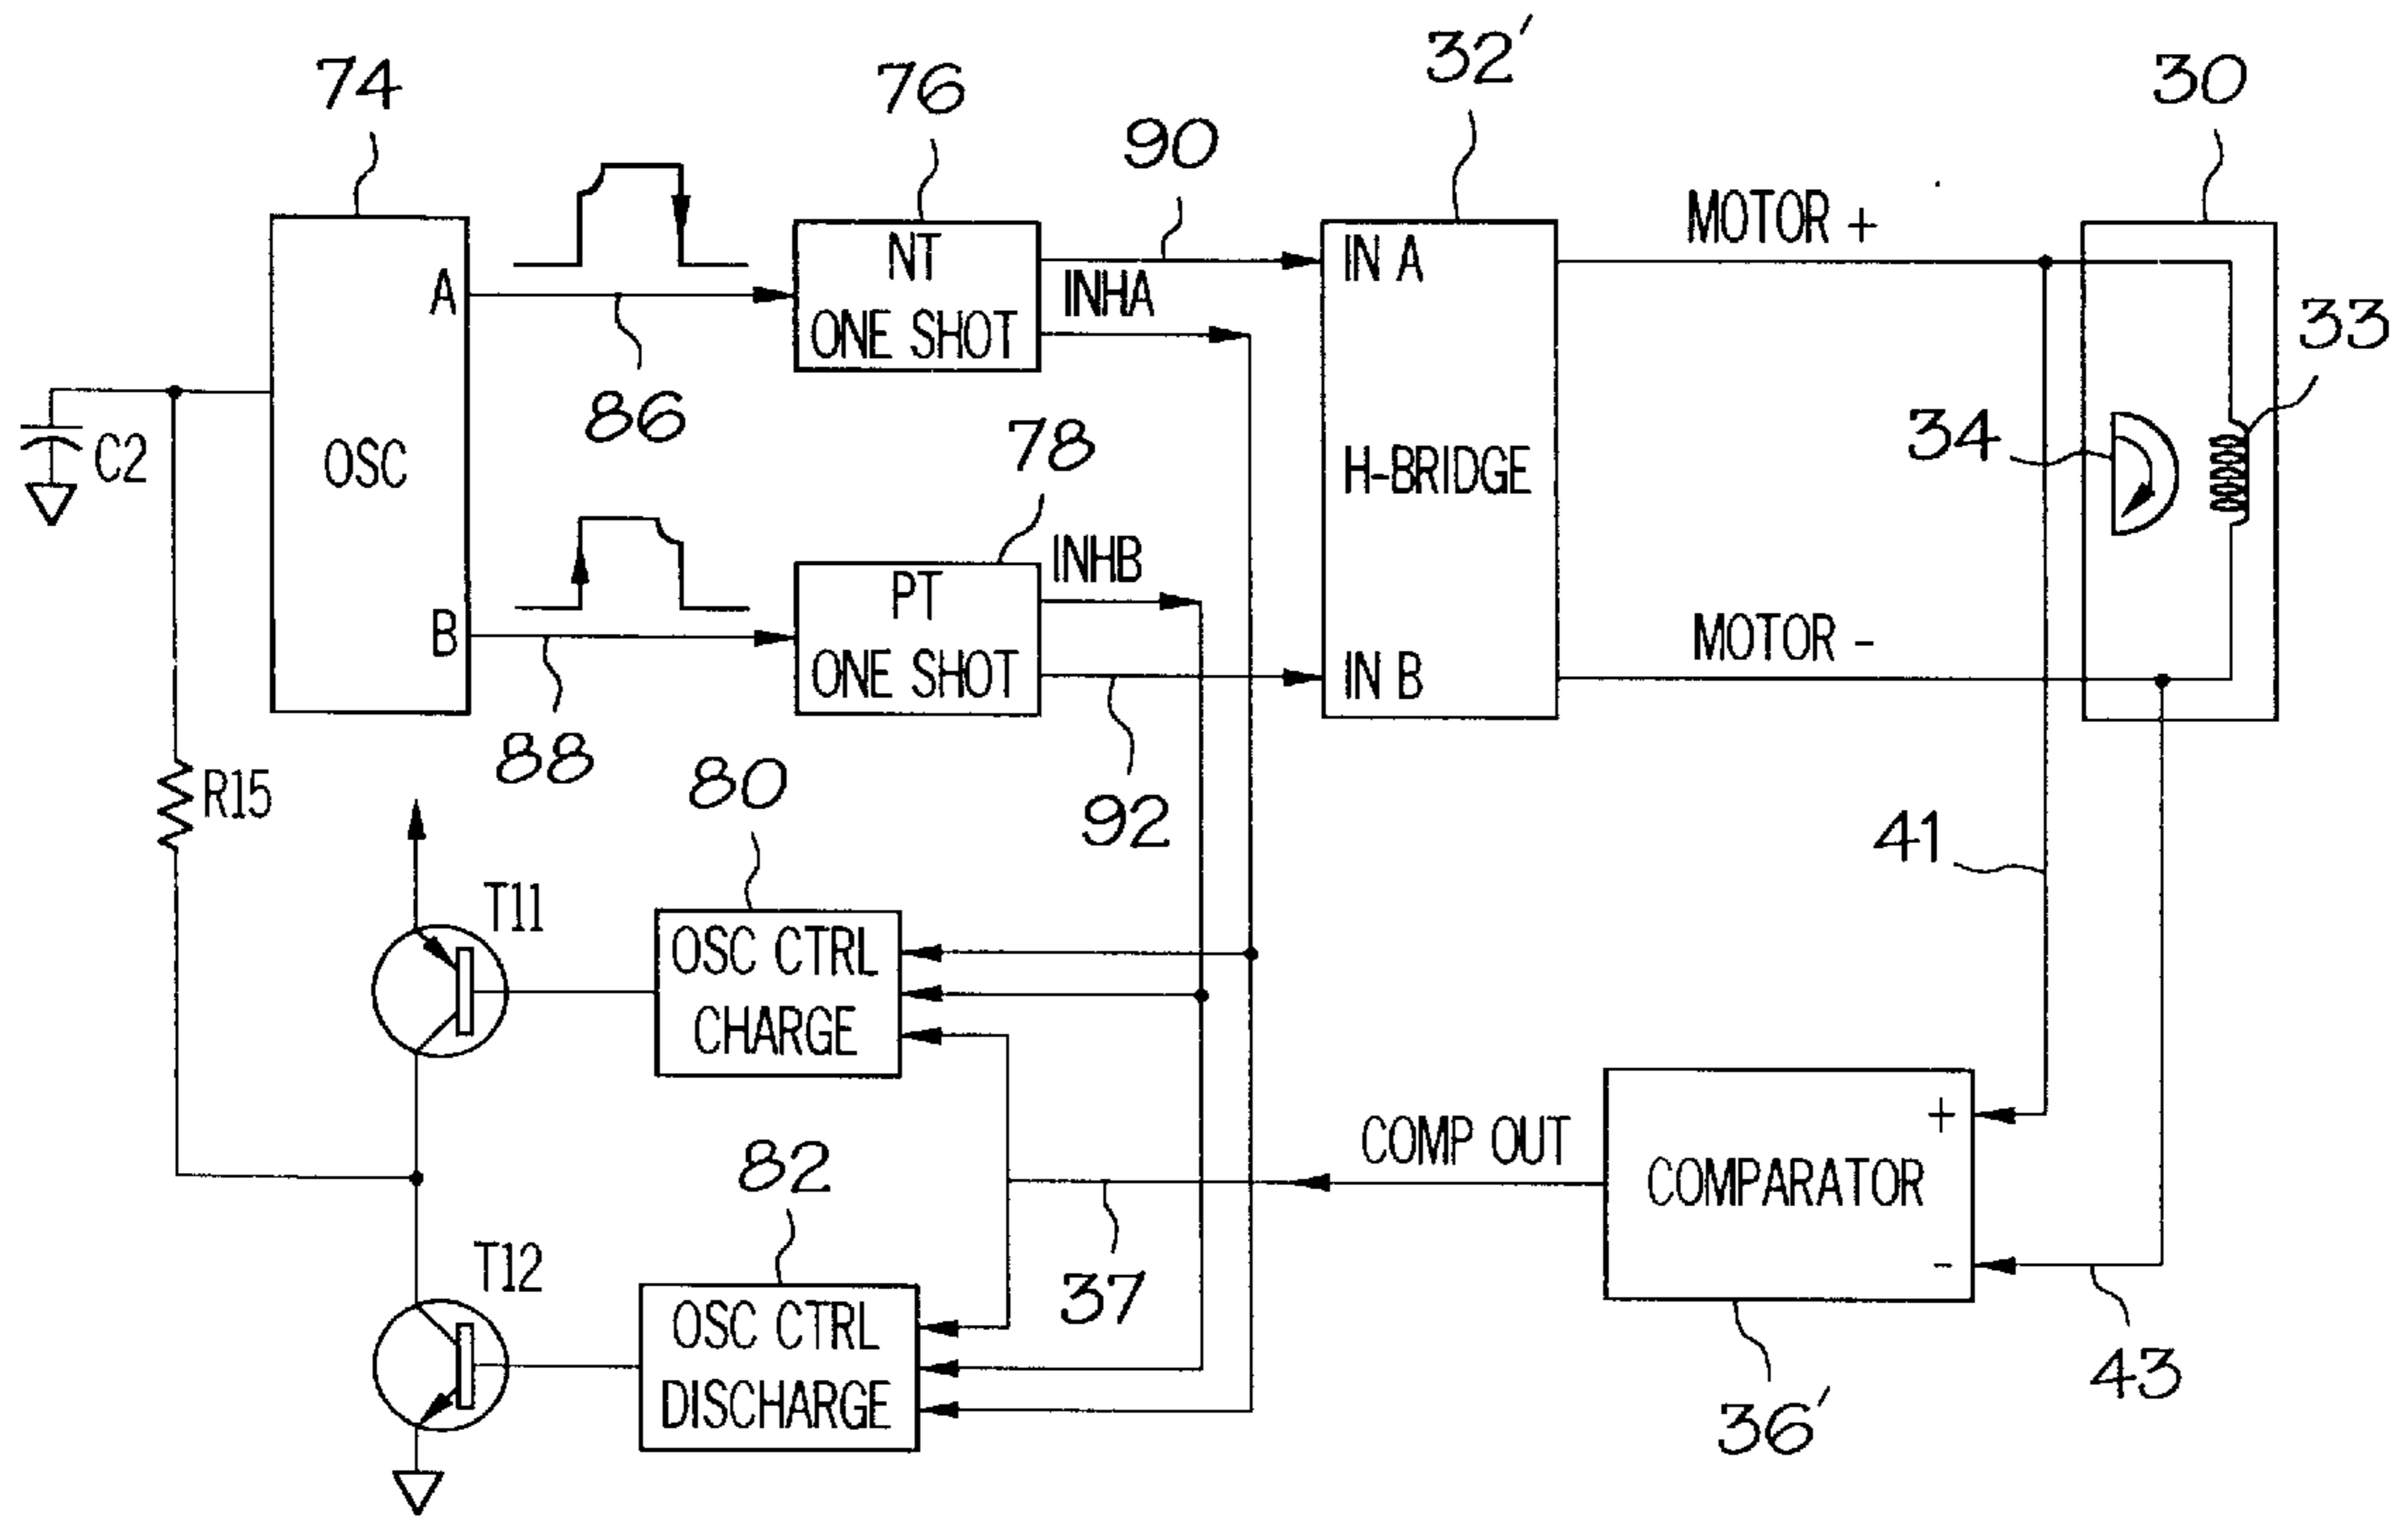 74
76
90
32'
30
MOTOR +
A
NT
ONE SHOT
INHA
IN A
33
86
34
C2
OSC
78
H-BRIDGE
INHB
B
PT
ONE SHOT
MOTOR -
IN B
88
80
92
R15
41
T11
OSC CTRL
CHARGE
+
COMP OUT
82
COMPARATOR
T12
-
37
OSC CTRL
DISCHARGE
43
36'